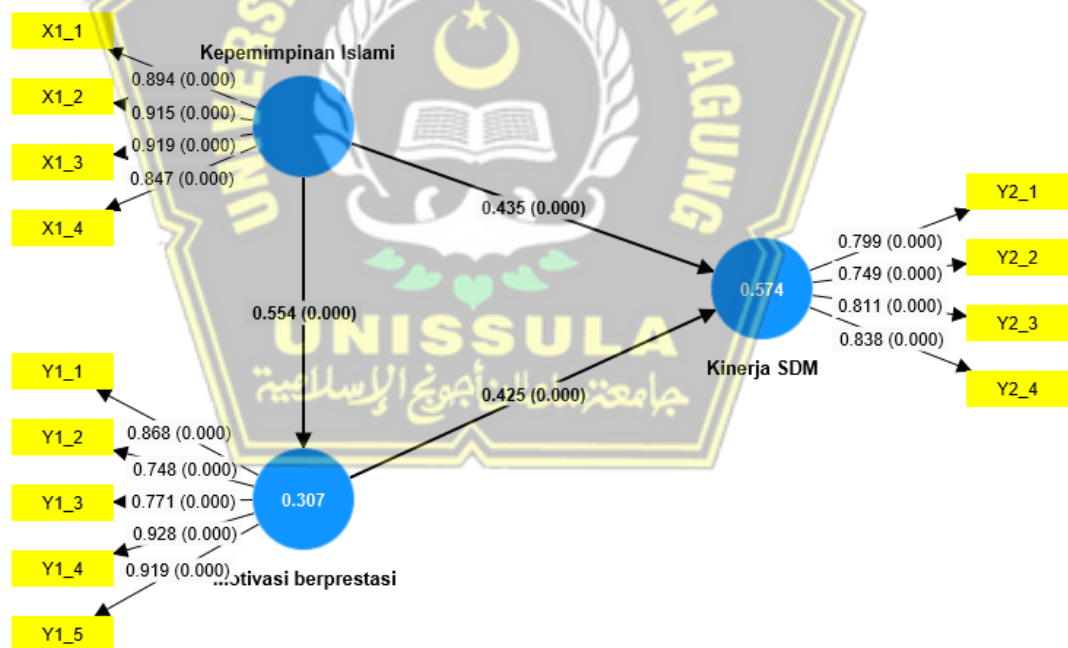 X1_1
X1_2
X1_3
X1_4
Kepemimpinan Islami
0.894 (0.000)
0.915 (0.000)
0.919 (0.000)
0.847 (0.000)
0.435 (0.000)
0.554 (0.000)
Y2_1
Y2_2
Y2_3
Y2_4
0.799 (0.000)
0.749 (0.000)
0.811 (0.000)
0.838 (0.000)
0.574
Kinerja SDM
0.425 (0.000)
Y1_1
Y1_2
Y1_3
Y1_4
Y1_5
0.868 (0.000)
0.748 (0.000)
0.771 (0.000)
0.928 (0.000)
0.919 (0.000)
0.307
berprestasi
AGUNG
UNISSULA